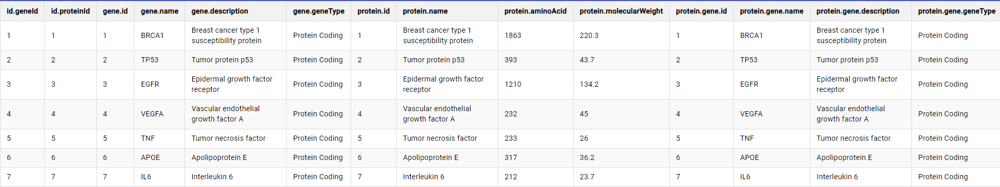 id.geneId id.proteinId gene.id gene.name gene.description gene.geneType protein.id protein.name protein.aminoAcid protein.molecularWeight protein.gene.id protein.gene.name protein.gene.description protein.gene.geneType
1 1 1 BRCA1 Breast cancer type 1 susceptibility protein Protein Coding 1 Breast cancer type 1 susceptibility protein 1863 220.3 1 BRCA1 Breast cancer type 1 susceptibility protein Protein Coding
2 2 2 TP53 Tumor protein p53 Protein Coding 2 Tumor protein p53 393 43.7 2 TP53 Tumor protein p53 Protein Coding
3 3 3 EGFR Epidermal growth factor receptor Protein Coding 3 Epidermal growth factor receptor 1210 134.2 3 EGFR Epidermal growth factor receptor Protein Coding
4 4 4 VEGFA Vascular endothelial growth factor A Protein Coding 4 Vascular endothelial growth factor A 232 45 4 VEGFA Vascular endothelial growth factor A Protein Coding
5 5 5 TNF Tumor necrosis factor Protein Coding 5 Tumor necrosis factor 233 26 5 TNF Tumor necrosis factor Protein Coding
6 6 6 APOE Apolipoprotein E Protein Coding 6 Apolipoprotein E 317 36.2 6 APOE Apolipoprotein E Protein Coding
7 7 7 IL6 Interleukin 6 Protein Coding 7 Interleukin 6 212 23.7 7 IL6 Interleukin 6 Protein Coding